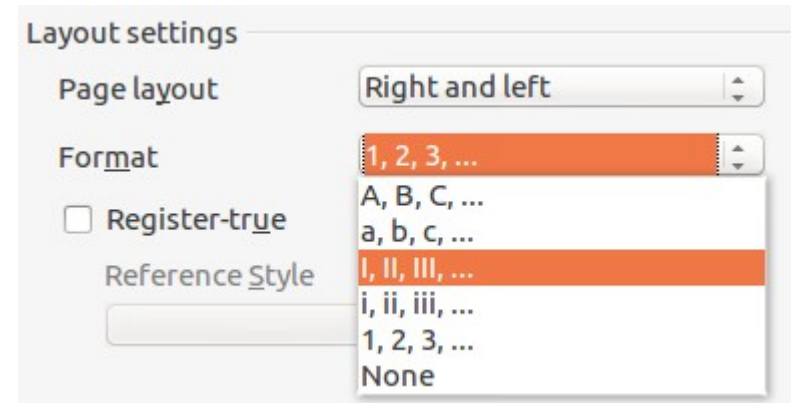 Layout settings
Page layout Right and left
Format 1, 2, 3, ...
A, B, C, ...
Register-true
a, b, c, ...
I, II, III, ...
Reference Style
i, ii, iii, ...
1, 2, 3, ...
None